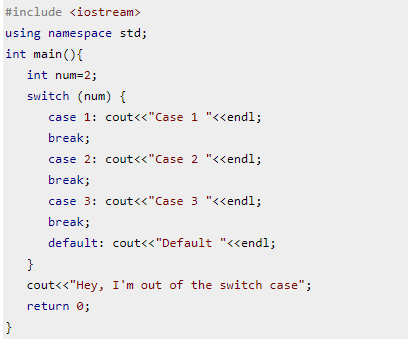 #include <iostream>
using namespace std;
int main(){
   int num=2;
   switch (num) {
      case 1: cout<<"Case 1 "<<endl;
      break;
      case 2: cout<<"Case 2 "<<endl;
      break;
      case 3: cout<<"Case 3 "<<endl;
      break;
      default: cout<<"Default "<<endl;
   }
   cout<<"Hey, I'm out of the switch case";
   return 0;
}